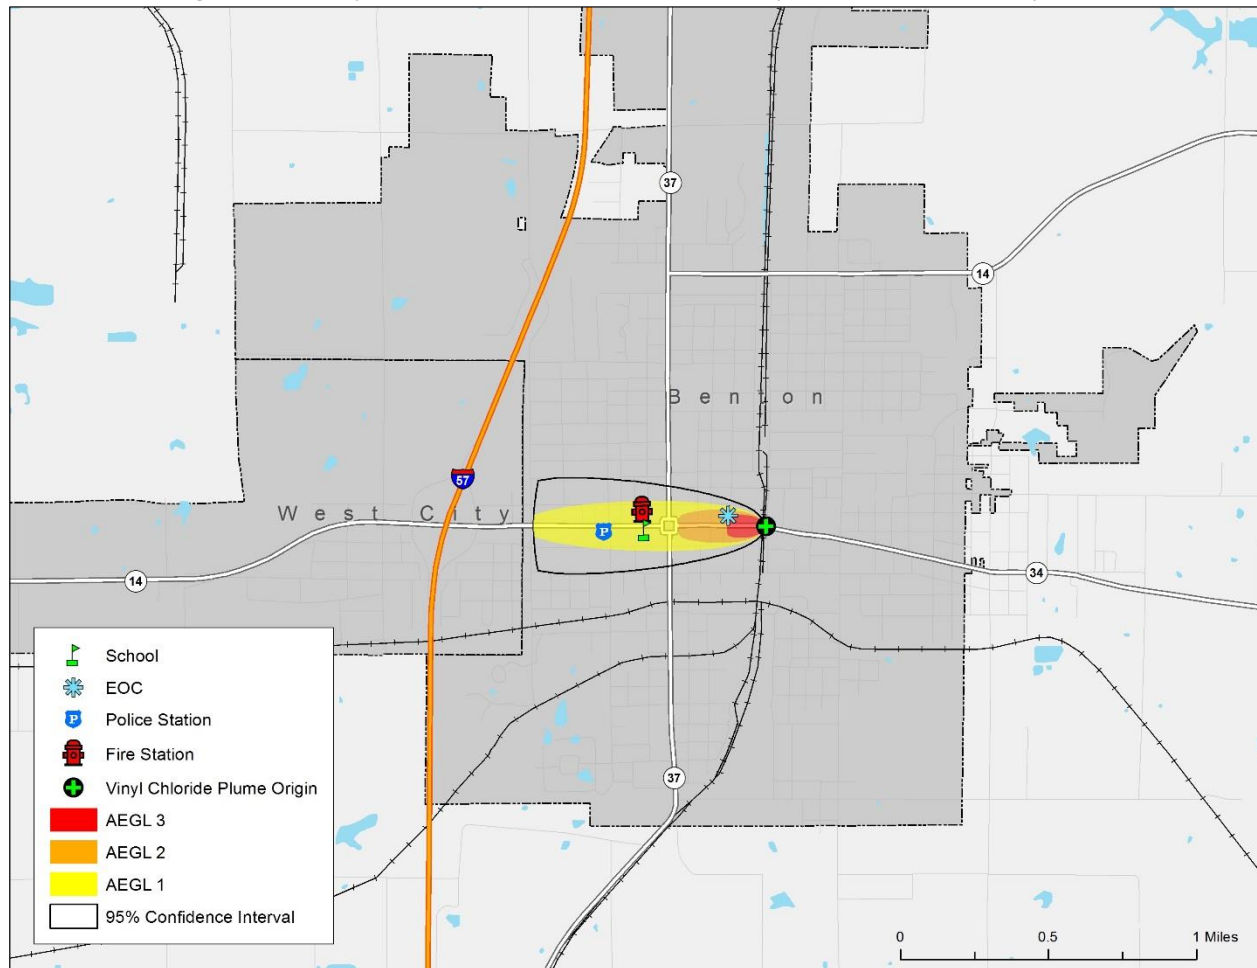 37
14
Benton
57
West City
P
14
34
School
EOC
P Police Station
Fire Station
Vinyl Chloride Plume Origin
37
AEGL 3
AEGL 2
AEGL 1
95% Confidence Interval
0 0.5 1 Miles